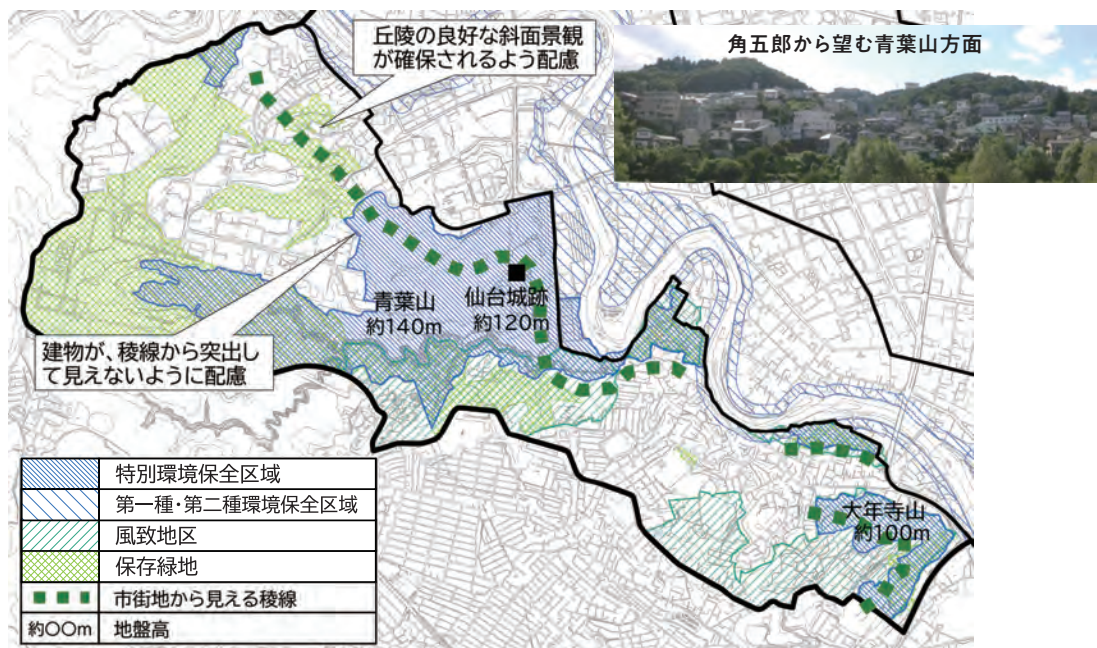 丘陵の良好な斜面景観
が確保されるよう配慮
角五郎から望む青葉山方面
青葉山
約140m
仙台城跡
約120m
建物が、稜線から突出し
て見えないように配慮
大年寺山
約100m
特別環境保全区域
第一種・第二種環境保全区域
風致地区
保存緑地
市街地から見える稜線
約〇〇m 地盤高